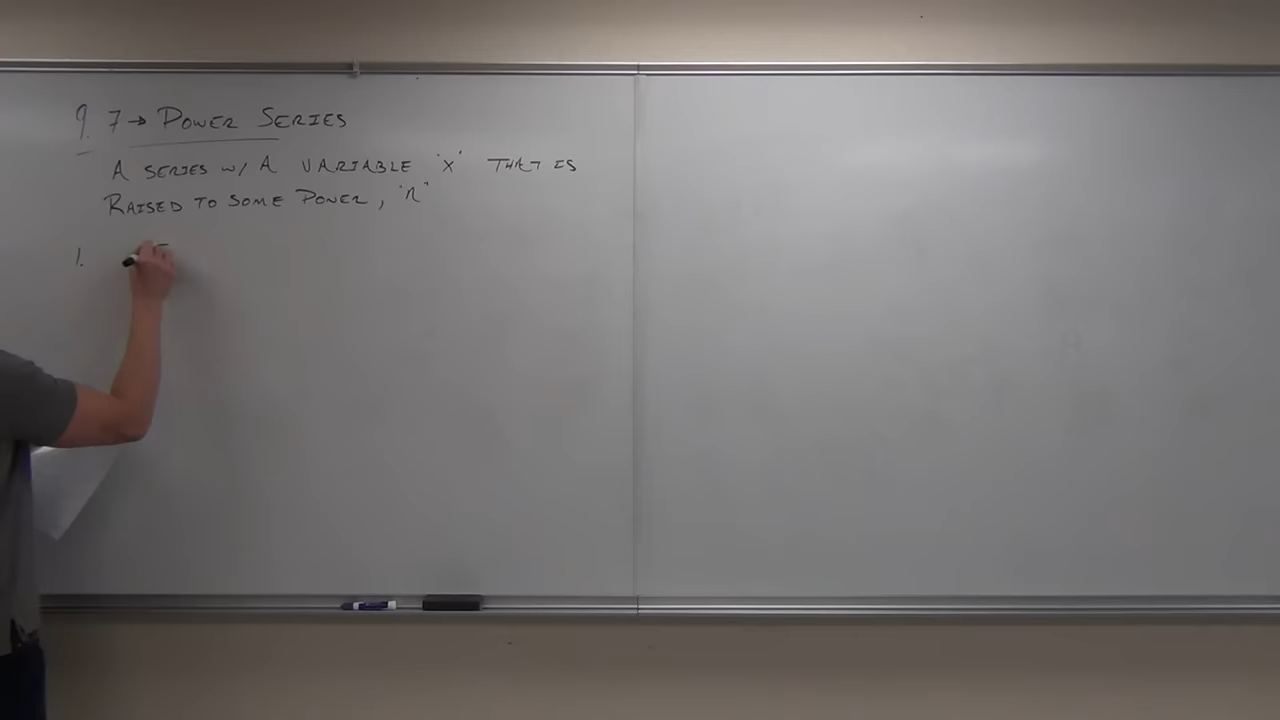 9.7 → POWER SERIES
A SERIES W/ A VARIABLE "X" THAT IS
RAISED TO SOME POWER, "n"
1.